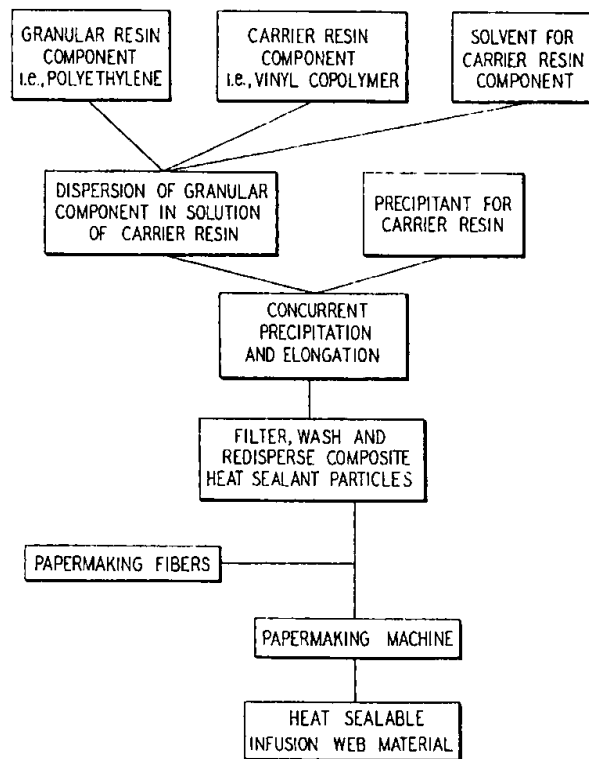 GRANULAR RESIN
COMPONENT
i.e., POLYETHYLENE
CARRIER RESIN
COMPONENT
i.e., VINYL COPOLYMER
SOLVENT FOR
CARRIER RESIN
COMPONENT
DISPERSION OF GRANULAR
COMPONENT IN SOLUTION
OF CARRIER RESIN
PRECIPITANT FOR
CARRIER RESIN
CONCURRENT
PRECIPITATION
AND ELONGATION
FILTER, WASH AND
REDISPERSE COMPOSITE
HEAT SEALANT PARTICLES
PAPERMAKING FIBERS
PAPERMAKING MACHINE
HEAT SEALABLE
INFUSION WEB MATERIAL